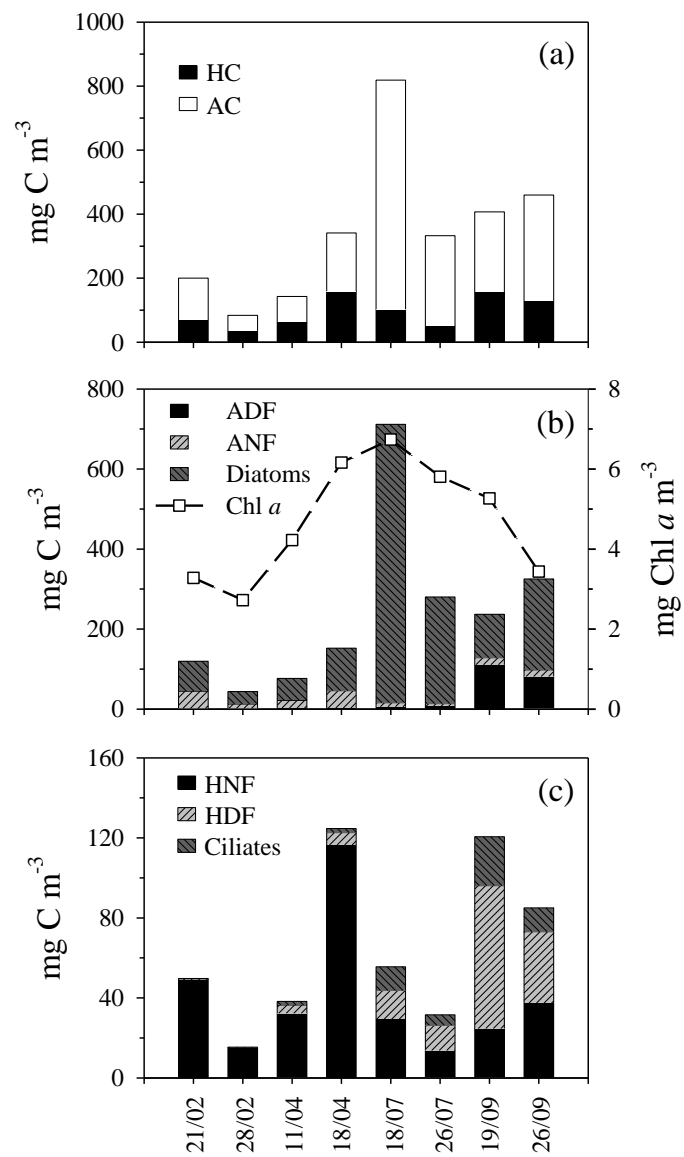 1000
800
600
400
200
0
mg C m-3
(a)
HC
AC
800
600
400
200
0
mg C m-3
(b)
ADF
ANF
Diatoms
Chl a
8
6
4
2
0
mg Chl a m-3
160
120
80
40
0
mg C m-3
(c)
HNF
HDF
Ciliates
21/02
28/02
11/04
18/04
18/07
26/07
19/09
26/09